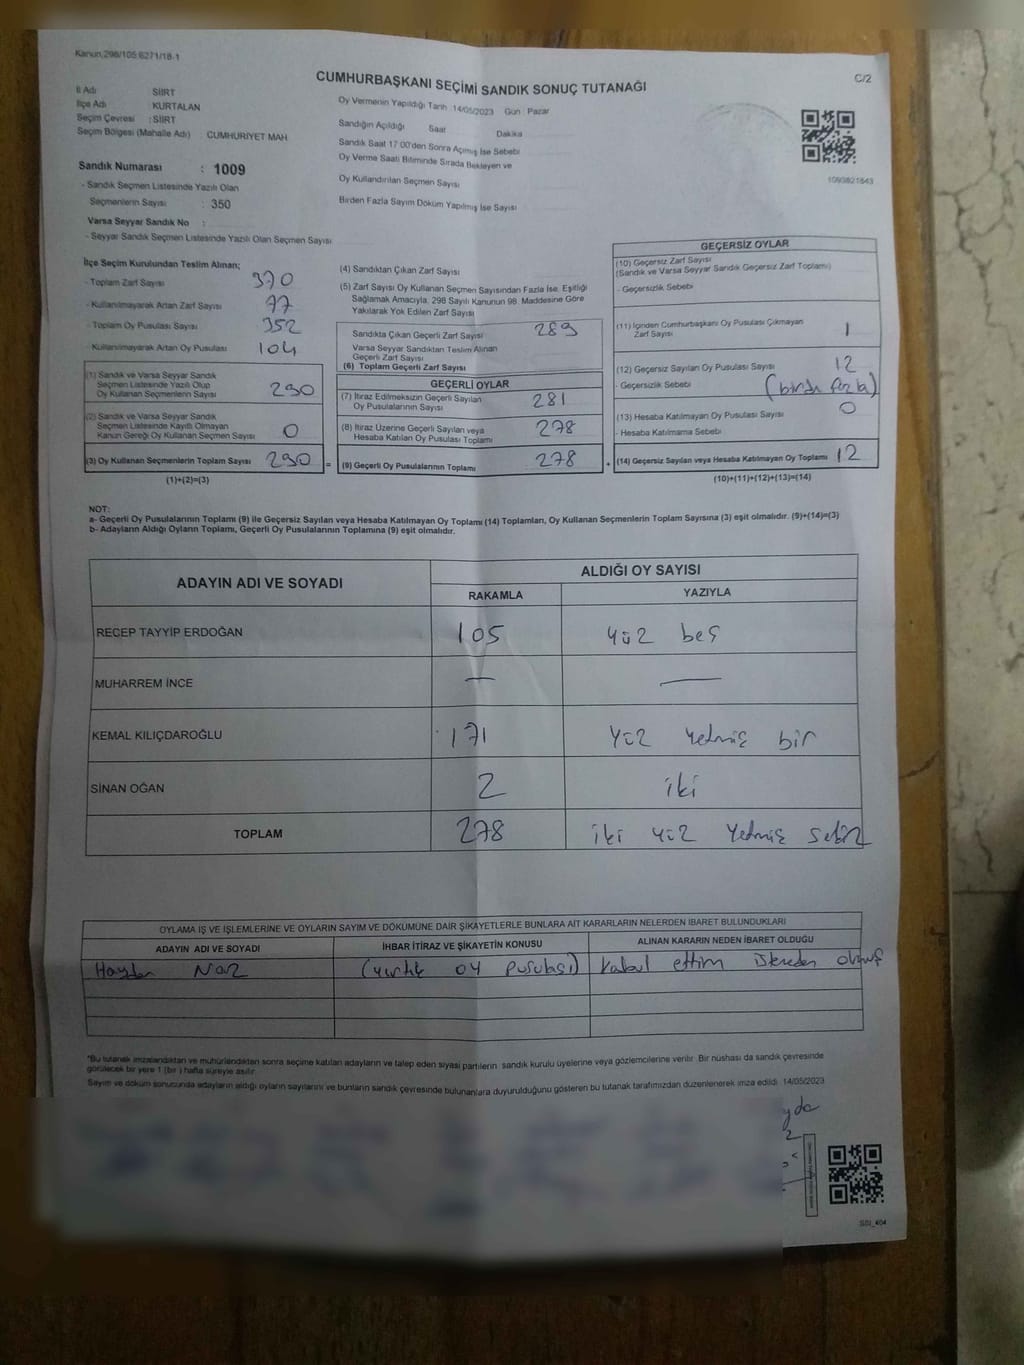 Kanun:298/105:6271/18-1
C/2
CUMHURBAŞKANI SEÇİMİ SANDIK SONUÇ TUTANAĞI
İl Adı SİİRT
İlçe Adı KURTALAN
Seçim Çevresi : SİİRT
Seçim Bölgesi (Mahalle Adı) CUMHURİYET MAH
Oy Vermenin Yapıldığı Tarih 14/05/2023 Gün : Pazar
Sandığın Açıldığı Saat Dakika
Sandık Saat 17:00'den Sonra Açılmış İse Sebebi
Oy Verme Saati Bitiminde Sırada Bekleyen ve
Oy Kullandırılan Seçmen Sayısı
Birden Fazla Sayım Döküm Yapılmış İse Sayısı
1093821843
Sandık Numarası : 1009
- Sandık Seçmen Listesinde Yazılı Olan
Seçmenlerin Sayısı : 350
Varsa Seyyar Sandık No :
- Seyyar Sandık Seçmen Listesinde Yazılı Olan Seçmen Sayısı
İlçe Seçim Kurulundan Teslim Alınan;
- Toplam Zarf Sayısı 370
- Kullanılmayarak Artan Zarf Sayısı 77
- Toplam Oy Pusulası Sayısı 352
- Kullanılmayarak Artan Oy Pusulası 104
(1) Sandık ve Varsa Seyyar Sandık
Seçmen Listesinde Yazılı Olup
Oy Kullanan Seçmenlerin Sayısı 290
(2) Sandık ve Varsa Seyyar Sandık
Seçmen Listesinde Kayıtlı Olmayan
Kanun Gereği Oy Kullanan Seçmen Sayısı 0
(3) Oy Kullanan Seçmenlerin Toplam Sayısı 290 =
(1)+(2)=(3)
(4) Sandıktan Çıkan Zarf Sayısı
(5) Zarf Sayısı Oy Kullanan Seçmen Sayısından Fazla İse, Eşitliği
Sağlamak Amacıyla, 298 Sayılı Kanunun 98. Maddesine Göre
Yakılarak Yok Edilen Zarf Sayısı
Sandıkta Çıkan Geçerli Zarf Sayısı 289
Varsa Seyyar Sandıktan Teslim Alınan
Geçerli Zarf Sayısı
(6) Toplam Geçerli Zarf Sayısı
GEÇERLİ OYLAR
(7) İtiraz Edilmeksizin Geçerli Sayılan
Oy Pusulalarının Sayısı 281
(8) İtiraz Üzerine Geçerli Sayılan veya
Hesaba Katılan Oy Pusulası Toplamı 278
(9) Geçerli Oy Pusulalarının Toplamı 278 +
GEÇERSİZ OYLAR
(10) Geçersiz Zarf Sayısı
(Sandık ve Varsa Seyyar Sandık Geçersiz Zarf Toplamı)
- Geçersizlik Sebebi
(11) İçinden Cumhurbaşkanı Oy Pusulası Çıkmayan
Zarf Sayısı 1
(12) Geçersiz Sayılan Oy Pusulası Sayısı 12
- Geçersizlik Sebebi (birden fazla)
(13) Hesaba Katılmayan Oy Pusulası Sayısı 0
- Hesaba Katılmama Sebebi
(14) Geçersiz Sayılan veya Hesaba Katılmayan Oy Toplamı 12
(10)+(11)+(12)+(13)=(14)
NOT:
a- Geçerli Oy Pusulalarının Toplamı (9) ile Geçersiz Sayılan veya Hesaba Katılmayan Oy Toplamı (14) Toplamları, Oy Kullanan Seçmenlerin Toplam Sayısına (3) eşit olmalıdır. (9)+(14)=(3)
b- Adayların Aldığı Oyların Toplamı, Geçerli Oy Pusulalarının Toplamına (9) eşit olmalıdır.
ADAYIN ADI VE SOYADI ALDIĞI OY SAYISI
RAKAMLA YAZIYLA
RECEP TAYYİP ERDOĞAN 105 yüz beş
MUHARREM İNCE — —
KEMAL KILIÇDAROĞLU 171 Yüz Yetmiş bir
SİNAN OĞAN 2 iki
TOPLAM 278 iki yüz Yetmiş sekiz
OYLAMA İŞ VE İŞLEMLERİNE VE OYLARIN SAYIM VE DÖKÜMÜNE DAİR ŞİKAYETLERLE BUNLARA AİT KARARLARIN NELERDEN İBARET BULUNDUKLARI
ADAYIN ADI VE SOYADI İHBAR İTİRAZ VE ŞİKAYETİN KONUSU ALINAN KARARIN NEDEN İBARET OLDUĞU
Haydar Naz (yırtık oy pusulası) kabul ettim
*Bu tutanak imzalandıktan ve mühürlendikten sonra seçime katılan adayların ve talep eden siyasi partilerin sandık kurulu üyelerine veya gözlemcilerine verilir. Bir nüshası da sandık çevresinde
görülecek bir yere 1 (bir ) hafta süreyle asılır.
Sayım ve döküm sonucunda adayların aldığı oyların sayılarını ve bunların sandık çevresinde bulunanlara duyurulduğunu gösteren bu tutanak tarafımızdan düzenlenerek imza edildi. 14/05/2023